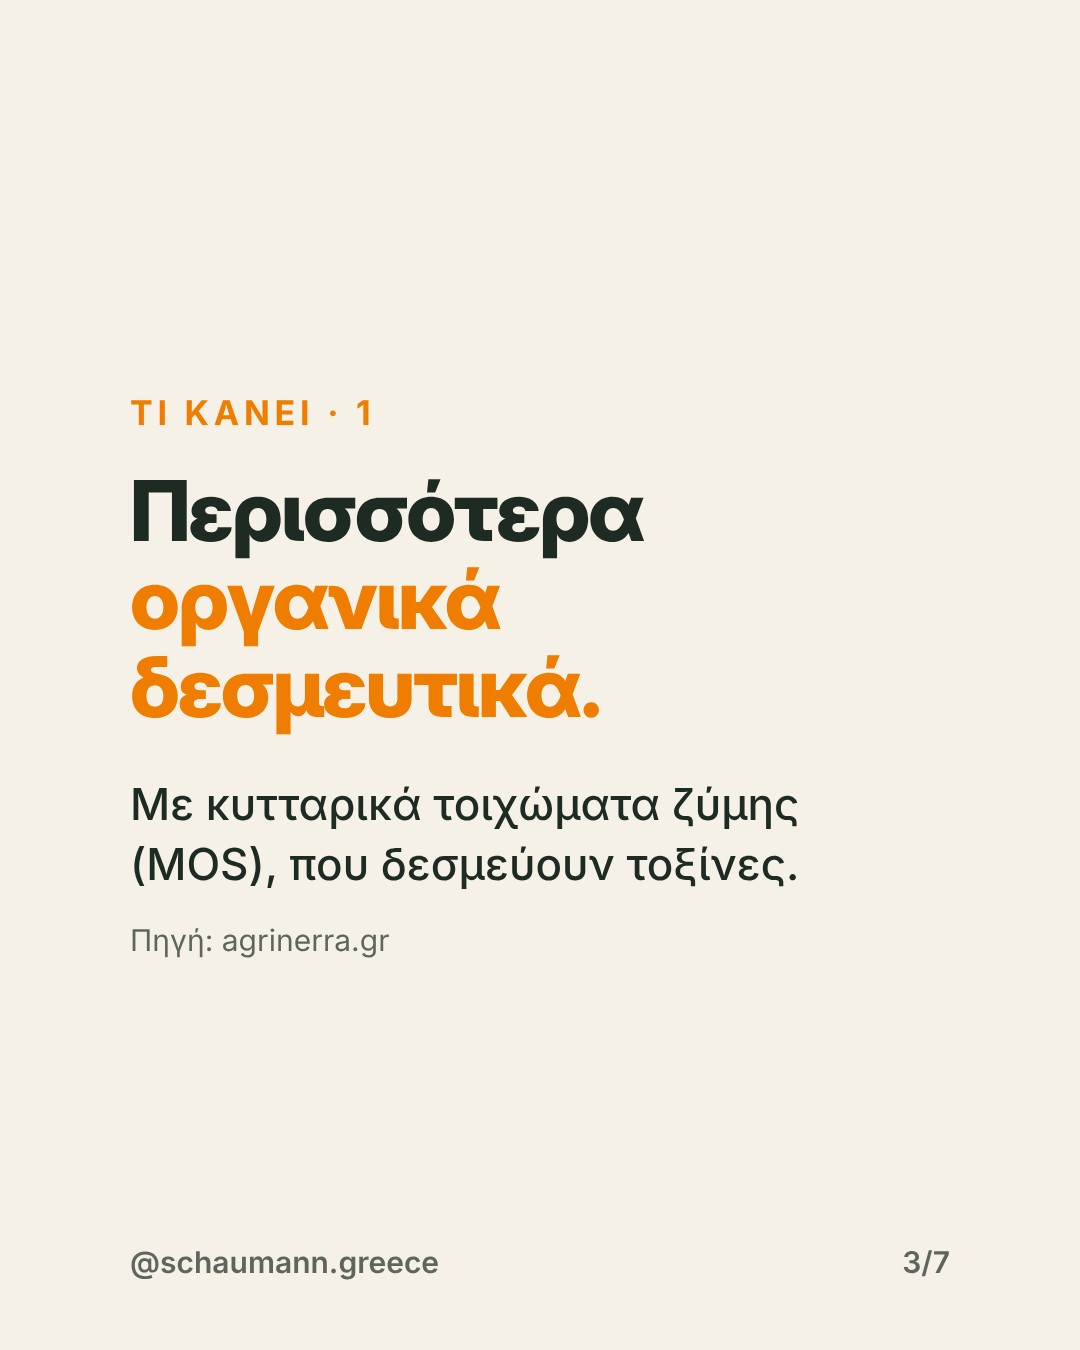 ΤΙ ΚΑΝΕΙ · 1
Περισσότερα
οργανικά
δεσμευτικά.
Με κυτταρικά τοιχώματα ζύμης
(MOS), που δεσμεύουν τοξίνες.
Πηγή: agrinerra.gr
@schaumann.greece
3/7